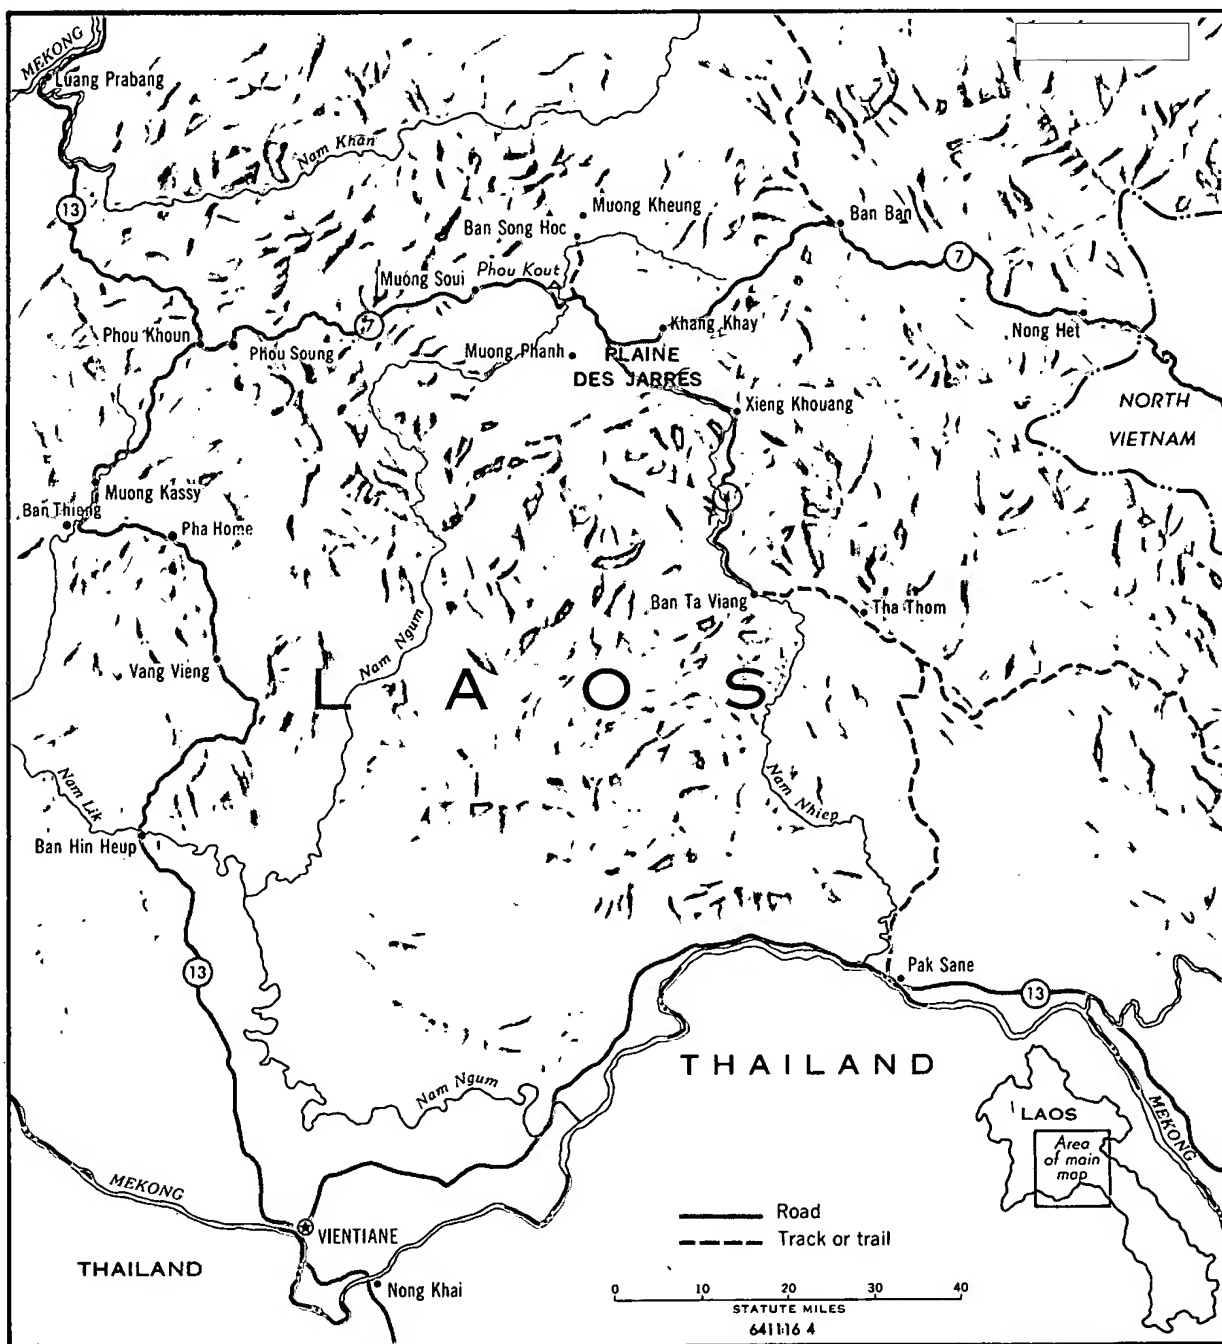 MEKONG
Luang Prabang
Nam Khan
13
Muong Kheung
Ban Ban
Ban Song Hoc
7
Phou Kout
Muong Soui
7
Khang Khay
Nong Het
Phou Khoun
Phou Soung
Muong Phanh
PLAINE
DES JARRES
Xieng Khouang
NORTH
VIETNAM
Muong Kassy
Ban Thieng
Pha Home
Ban Ta Viang
Tha Thom
Nam Ngum
Vang Vieng
LAOS
Nam Lik
Nam Nhiep
Ban Hin Heup
13
Pak Sane
13
THAILAND
Nam Ngum
LAOS
MEKONG
Area
of main
map
MEKONG
Road
VIENTIANE
Track or trail
THAILAND
Nong Khai
0 10 20 30 40
STATUTE MILES
641116 4